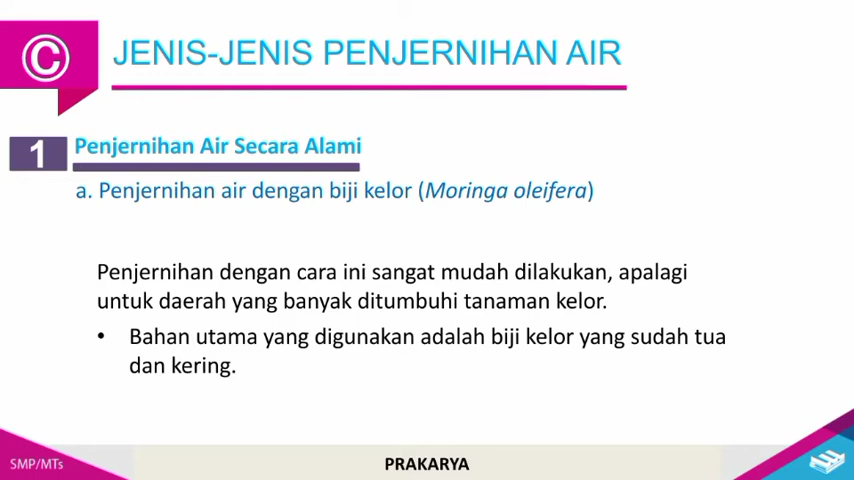 C
JENIS-JENIS PENJERNIHAN AIR
1
Penjernihan Air Secara Alami
a. Penjernihan air dengan biji kelor (Moringa oleifera)
Penjernihan dengan cara ini sangat mudah dilakukan, apalagi
untuk daerah yang banyak ditumbuhi tanaman kelor.
• Bahan utama yang digunakan adalah biji kelor yang sudah tua
dan kering.
SMP/MTs
PRAKARYA